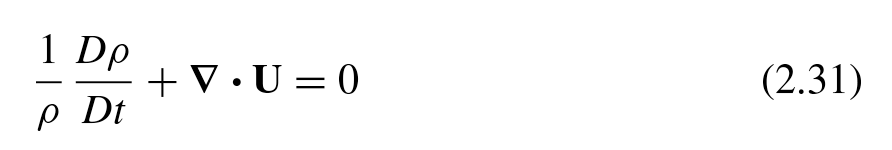 1/ρ Dρ/Dt + ∇ • U = 0 (2.31)